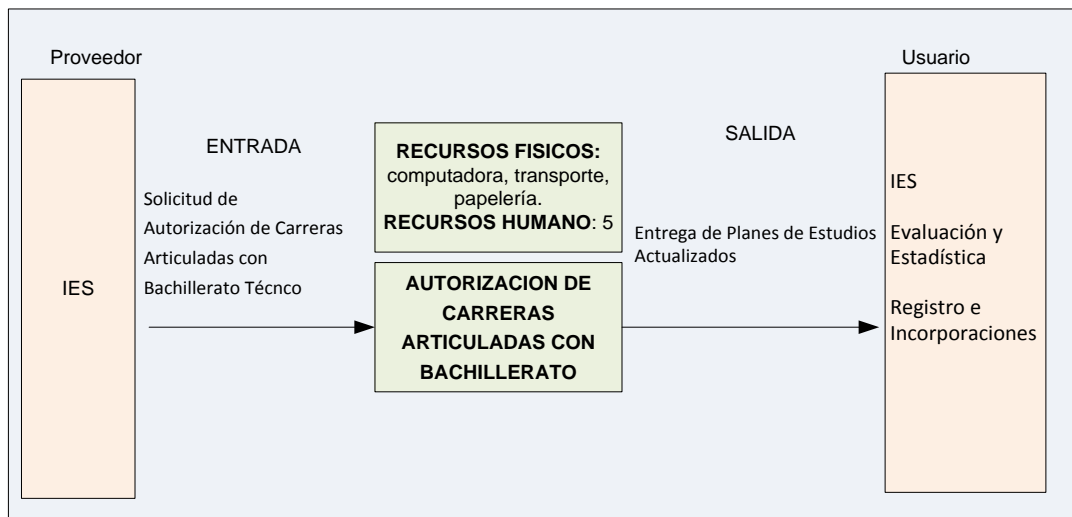 Proveedor
IES
ENTRADA
Solicitud de
Autorización de Carreras
Articuladas con
Bachillerato Técnco
RECURSOS FISICOS:
computadora, transporte,
papelería.
RECURSOS HUMANO: 5
AUTORIZACION DE
CARRERAS
ARTICULADAS CON
BACHILLERATO
SALIDA
Entrega de Planes de Estudios
Actualizados
Usuario
IES
Evaluación y
Estadística
Registro e
Incorporaciones